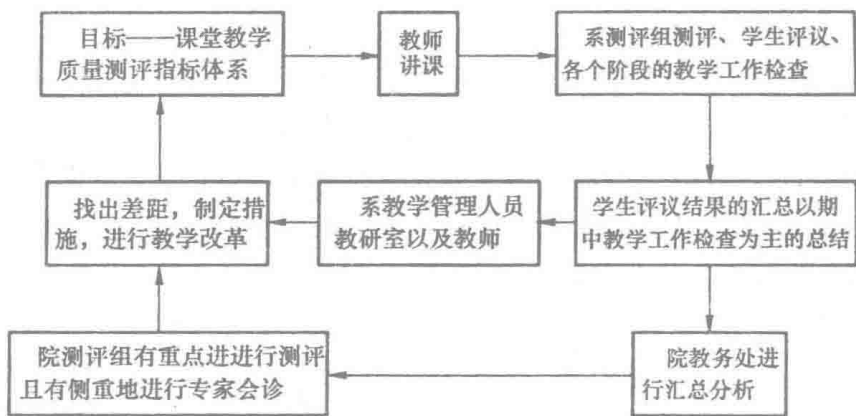 目标——课堂教学
质量测评指标体系
教师
讲课
系测评组测评、学生评议、
各个阶段的教学工作检查
找出差距，制定措
施，进行教学改革
系教学管理人员
教研室以及教师
学生评议结果的汇总以期
中教学工作检查为主的总结
院测评组有重点进进行测评
且有侧重地进行专家会诊
院教务处进
行汇总分析